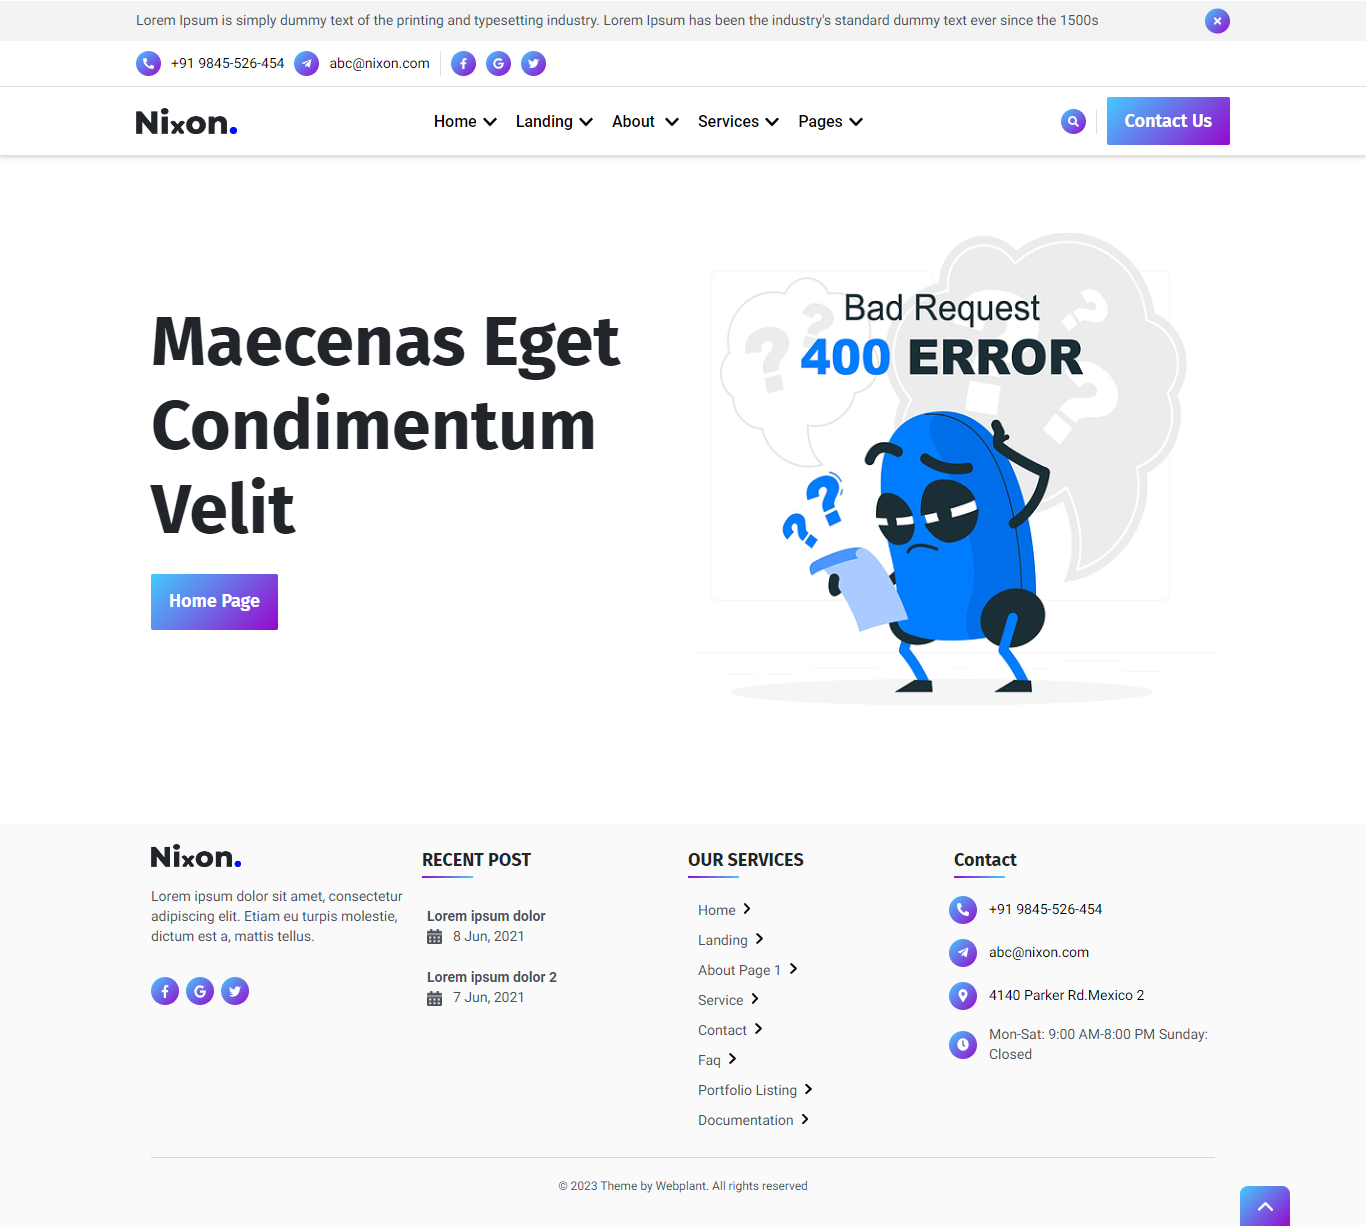 Lorem Ipsum is simply dummy text of the printing and typesetting industry. Lorem Ipsum has been the industry's standard dummy text ever since the 1500s
+91 9845-526-454 abc@nixon.com
Nixon. Home Landing About Services Pages Contact Us
Bad Request
400 ERROR
Maecenas Eget
Condimentum
Velit
Home Page
Nixon.
Lorem ipsum dolor sit amet, consectetur
adipiscing elit. Etiam eu turpis molestie,
dictum est a, mattis tellus.
RECENT POST
Lorem ipsum dolor
8 Jun, 2021
Lorem ipsum dolor 2
7 Jun, 2021
OUR SERVICES
Home
Landing
About Page 1
Service
Contact
Faq
Portfolio Listing
Documentation
Contact
+91 9845-526-454
abc@nixon.com
4140 Parker Rd.Mexico 2
Mon-Sat: 9:00 AM-8:00 PM Sunday:
Closed
© 2023 Theme by Webplant. All rights reserved